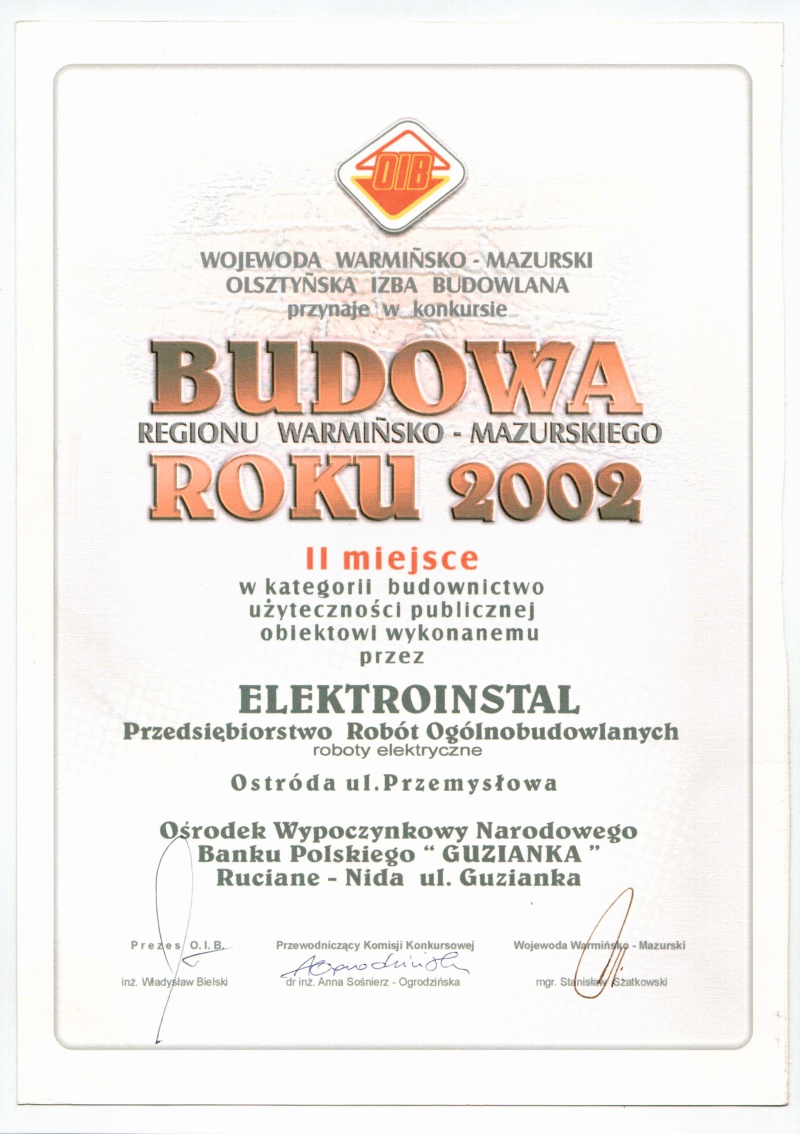 OIB
WOJEWODA WARMIŃSKO - MAZURSKI
OLSZTYŃSKA IZBA BUDOWLANA
przynaje w konkursie
BUDOWA
REGIONU WARMIŃSKO - MAZURSKIEGO
ROKU 2002
II miejsce
w kategorii budownictwo
użyteczności publicznej
obiektowi wykonanemu
przez
ELEKTROINSTAL
Przedsiębiorstwo Robót Ogólnobudowlanych
roboty elektryczne
Ostróda ul.Przemysłowa
Ośrodek Wypoczynkowy Narodowego
Banku Polskiego “ GUZIANKA ”
Ruciane - Nida ul. Guzianka
Prezes O. I. B. Przewodniczący Komisji Konkursowej Wojewoda Warmińsko - Mazurski
inż. Władysław Bielski dr inż. Anna Sośnierz - Ogrodzińska mgr. Stanisław Szatkowski